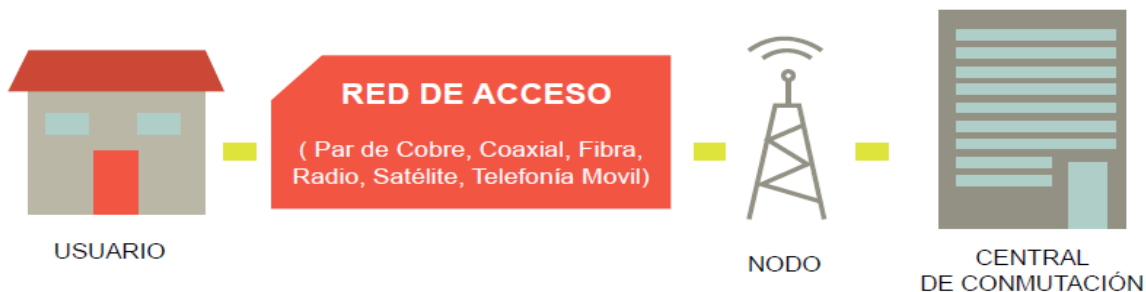 RED DE ACCESO
( Par de Cobre, Coaxial, Fibra,
Radio, Satélite, Telefonía Movil)
USUARIO
NODO
CENTRAL
DE CONMUTACIÓN